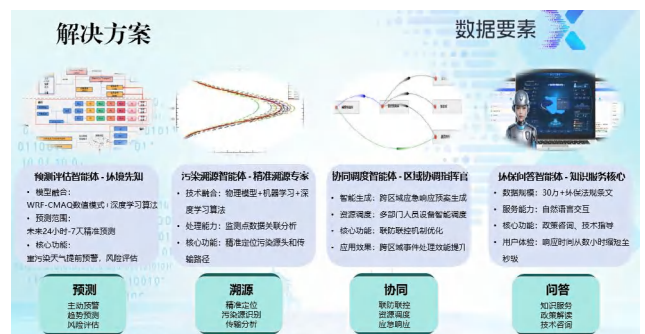 解决方案
数据要素
预测评估智能体 - 环境先知
• 模型融合：
WRF-CMAQ数值模式+深度学习算法
• 预测范围：
未来24小时-7天精准预测
• 核心功能：
重污染天气提前预警、风险评估
污染溯源智能体 - 精准溯源专家
• 技术融合：物理模型+机器学习+深
度学习算法
• 处理能力：监测点数据关联分析
• 核心功能：精准定位污染源头和传
输路径
协同调度智能体 - 区域协调指挥官
• 智能生成：跨区域应急响应预案生成
• 资源调度：多部门人员设备智能调度
• 核心功能：联防联控机制优化
• 应用效果：跨区域事件处理效能提升
环保问答智能体 - 知识服务核心
• 数据规模：30万+环保法规条文
• 服务能力：自然语言交互
• 核心功能：政策咨询、技术指导
• 用户体验：响应时间从数小时缩短至
秒级
预测
主动预警
趋势预测
风险评估
溯源
精准定位
污染源识别
传输分析
协同
联防联控
资源调度
应急响应
问答
知识服务
政策解读
技术咨询